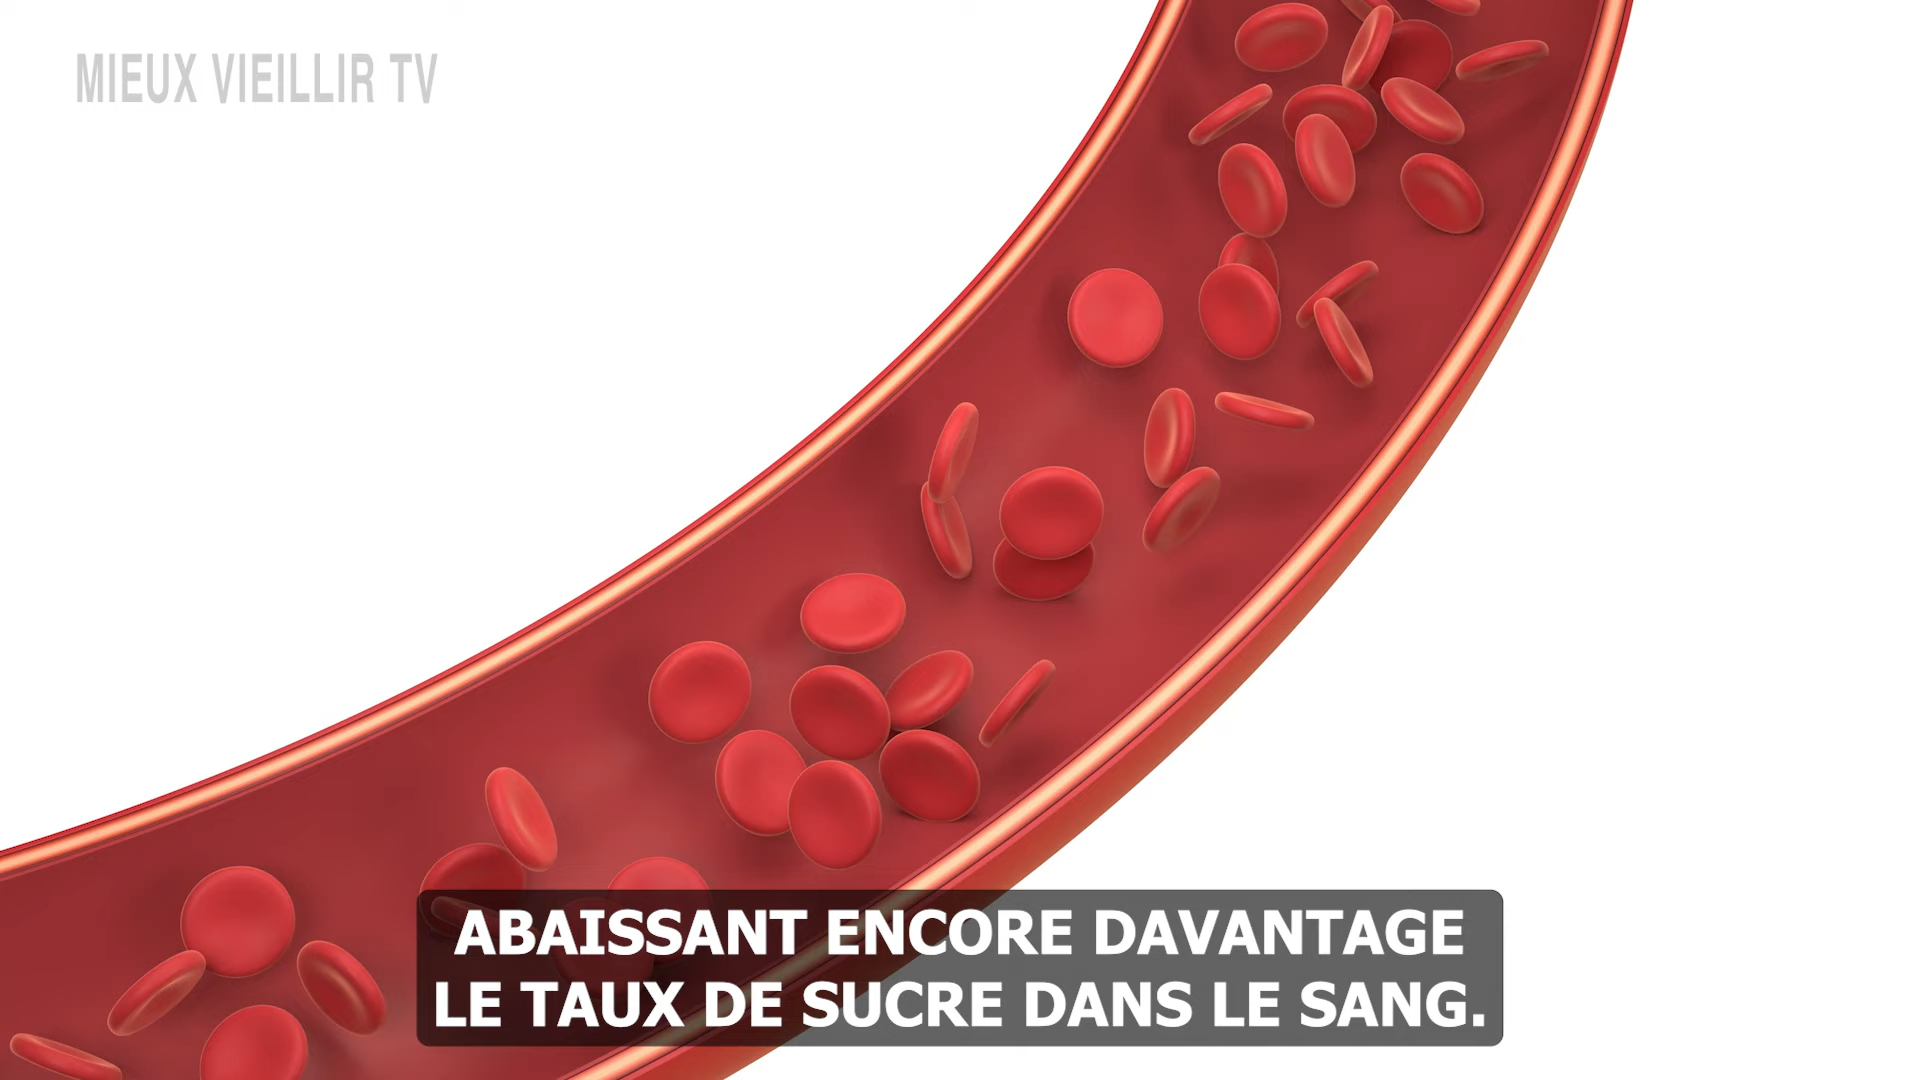 MIEUX VIEILLIR TV
ABAISSANT ENCORE DAVANTAGE
LE TAUX DE SUCRE DANS LE SANG.